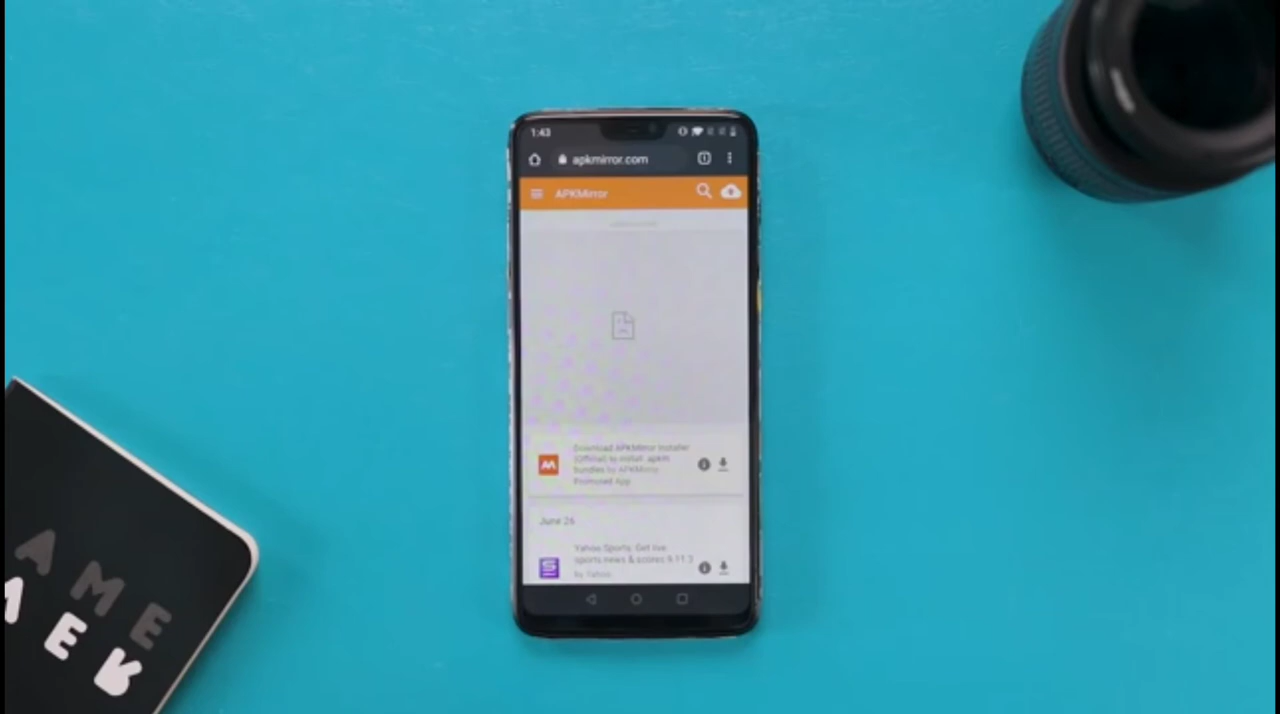 1:43
apkmirror.com
APKMirror
Download APKMirror Installer
(Official) to install .apkm
bundles by APKMirror
Promoted App
June 26
Yahoo Sports: Get live
sports news & scores 9.11.2
by Yahoo
AME